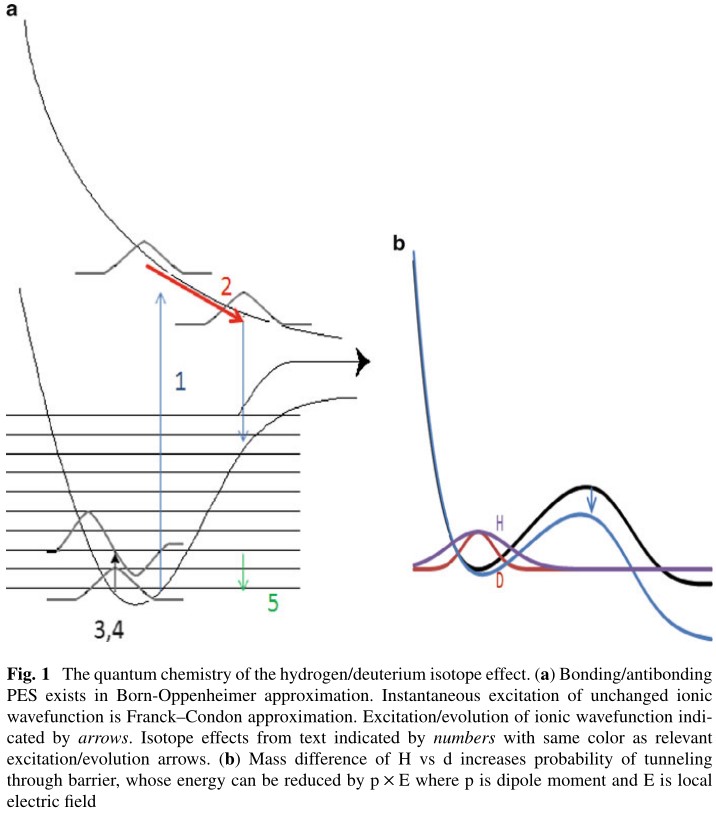 a
2
1
3,4
5
b
H
D
Fig. 1 The quantum chemistry of the hydrogen/deuterium isotope effect. (a) Bonding/antibonding
PES exists in Born-Oppenheimer approximation. Instantaneous excitation of unchanged ionic
wavefunction is Franck–Condon approximation. Excitation/evolution of ionic wavefunction indi-
cated by arrows. Isotope effects from text indicated by numbers with same color as relevant
excitation/evolution arrows. (b) Mass difference of H vs d increases probability of tunneling
through barrier, whose energy can be reduced by p × E where p is dipole moment and E is local
electric field